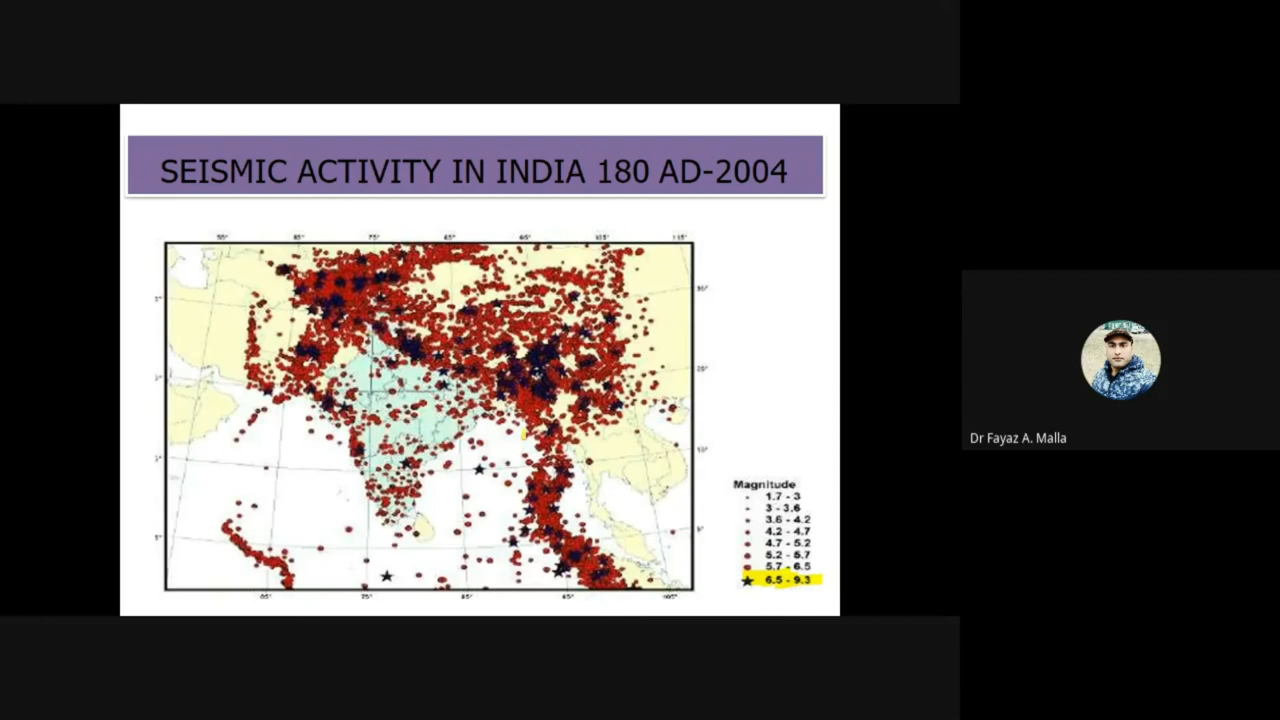 SEISMIC ACTIVITY IN INDIA 180 AD-2004
Magnitude
1.7 - 3
3 - 3.6
3.6 - 4.2
4.2 - 4.7
4.7 - 5.2
5.2 - 5.7
5.7 - 6.5
6.5 - 9.3
Dr Fayaz A. Malla